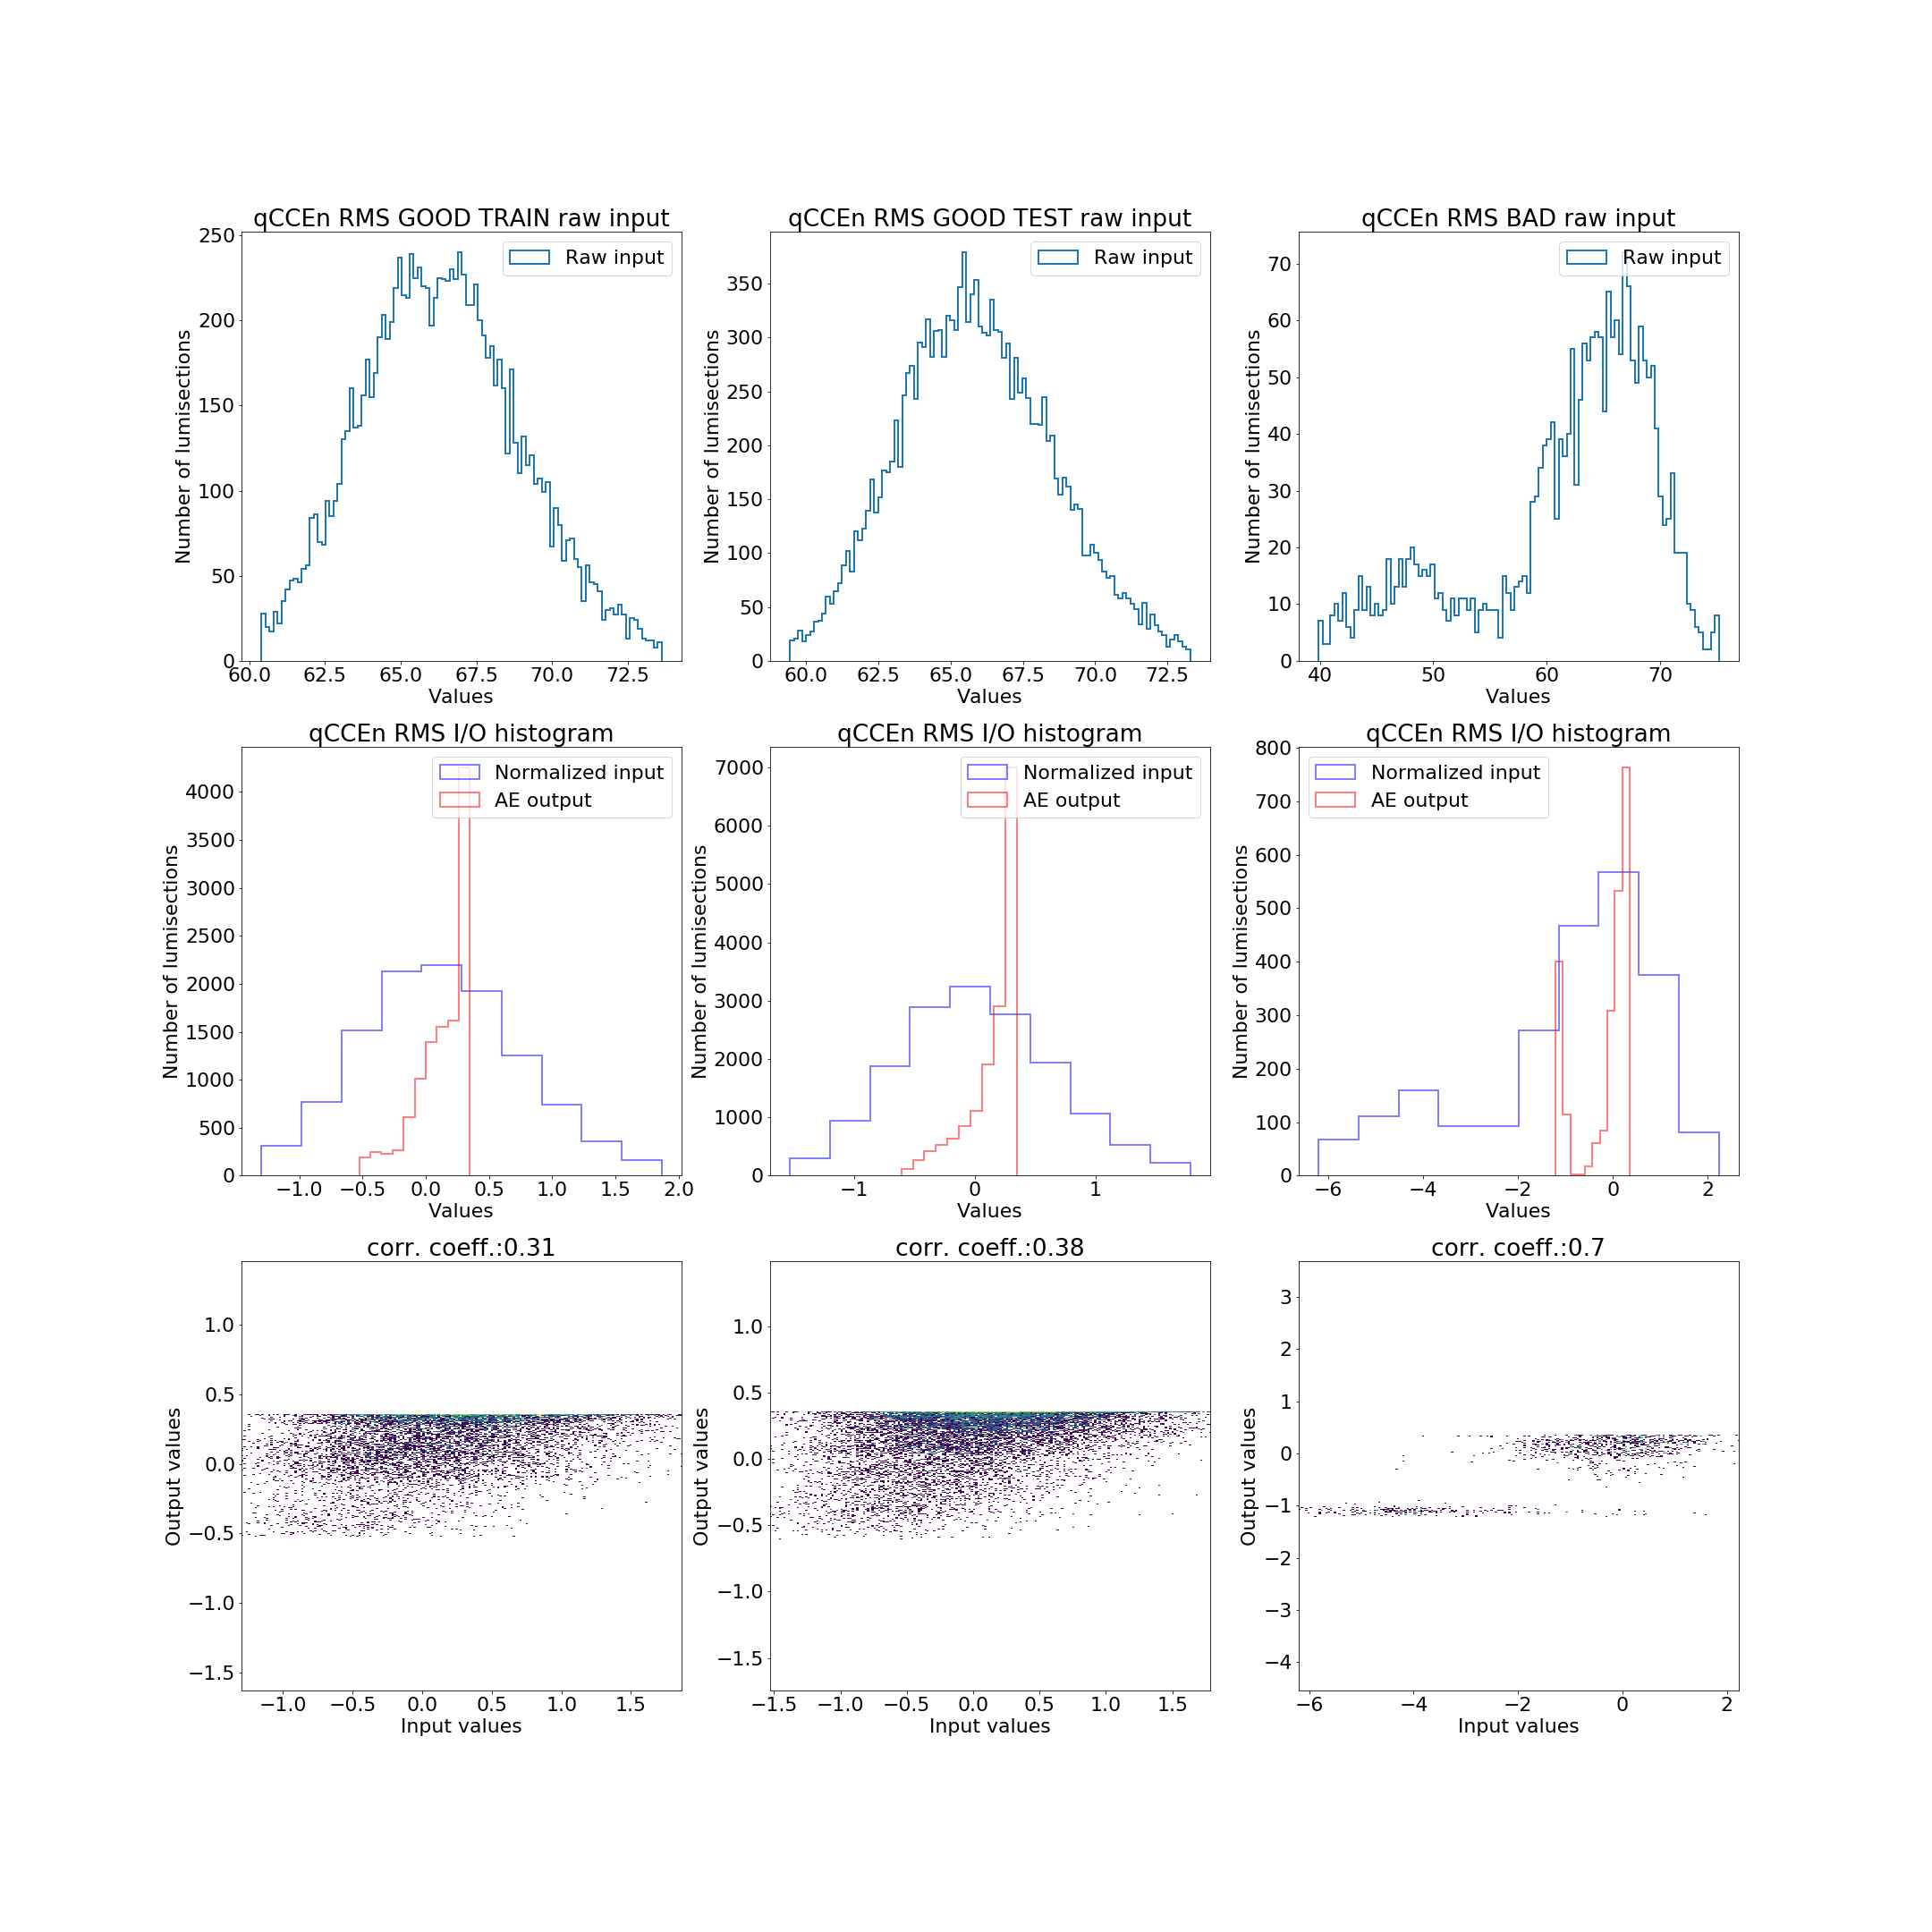 qCCEn RMS GOOD TRAIN raw input
Number of lumisections
250
200
150
100
50
0
Raw input
60.0 62.5 65.0 67.5 70.0 72.5
Values
qCCEn RMS GOOD TEST raw input
Number of lumisections
350
300
250
200
150
100
50
0
Raw input
60.0 62.5 65.0 67.5 70.0 72.5
Values
qCCEn RMS BAD raw input
Number of lumisections
70
60
50
40
30
20
10
0
Raw input
40 50 60 70
Values
qCCEn RMS I/O histogram
Number of lumisections
4000
3500
3000
2500
2000
1500
1000
500
0
Normalized input
AE output
−1.0 −0.5 0.0 0.5 1.0 1.5 2.0
Values
qCCEn RMS I/O histogram
Number of lumisections
7000
6000
5000
4000
3000
2000
1000
0
Normalized input
AE output
−1 0 1
Values
qCCEn RMS I/O histogram
Number of lumisections
800
700
600
500
400
300
200
100
0
Normalized input
AE output
−6 −4 −2 0 2
Values
corr. coeff.:0.31
Output values
1.0
0.5
0.0
−0.5
−1.0
−1.5
−1.0 −0.5 0.0 0.5 1.0 1.5
Input values
corr. coeff.:0.38
Output values
1.0
0.5
0.0
−0.5
−1.0
−1.5
−1.5 −1.0 −0.5 0.0 0.5 1.0 1.5
Input values
corr. coeff.:0.7
Output values
3
2
1
0
−1
−2
−3
−4
−6 −4 −2 0 2
Input values